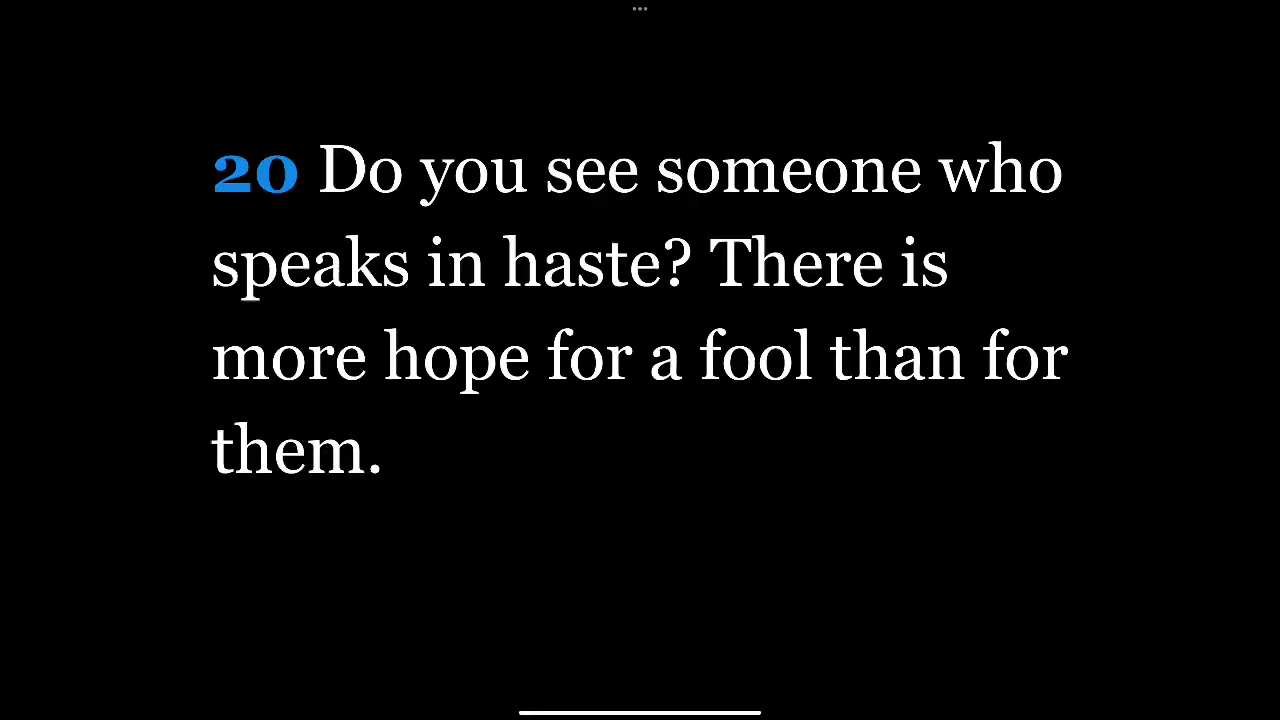 20 Do you see someone who
speaks in haste? There is
more hope for a fool than for
them.